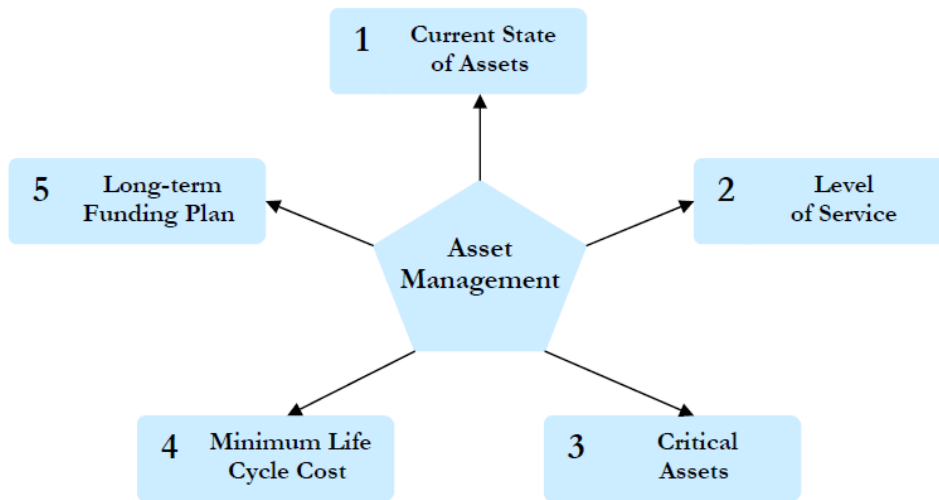 1
Current State
of Assets
5
Long-term
Funding Plan
2
Level
of Service
Asset
Management
4
Minimum Life
Cycle Cost
3
Critical
Assets